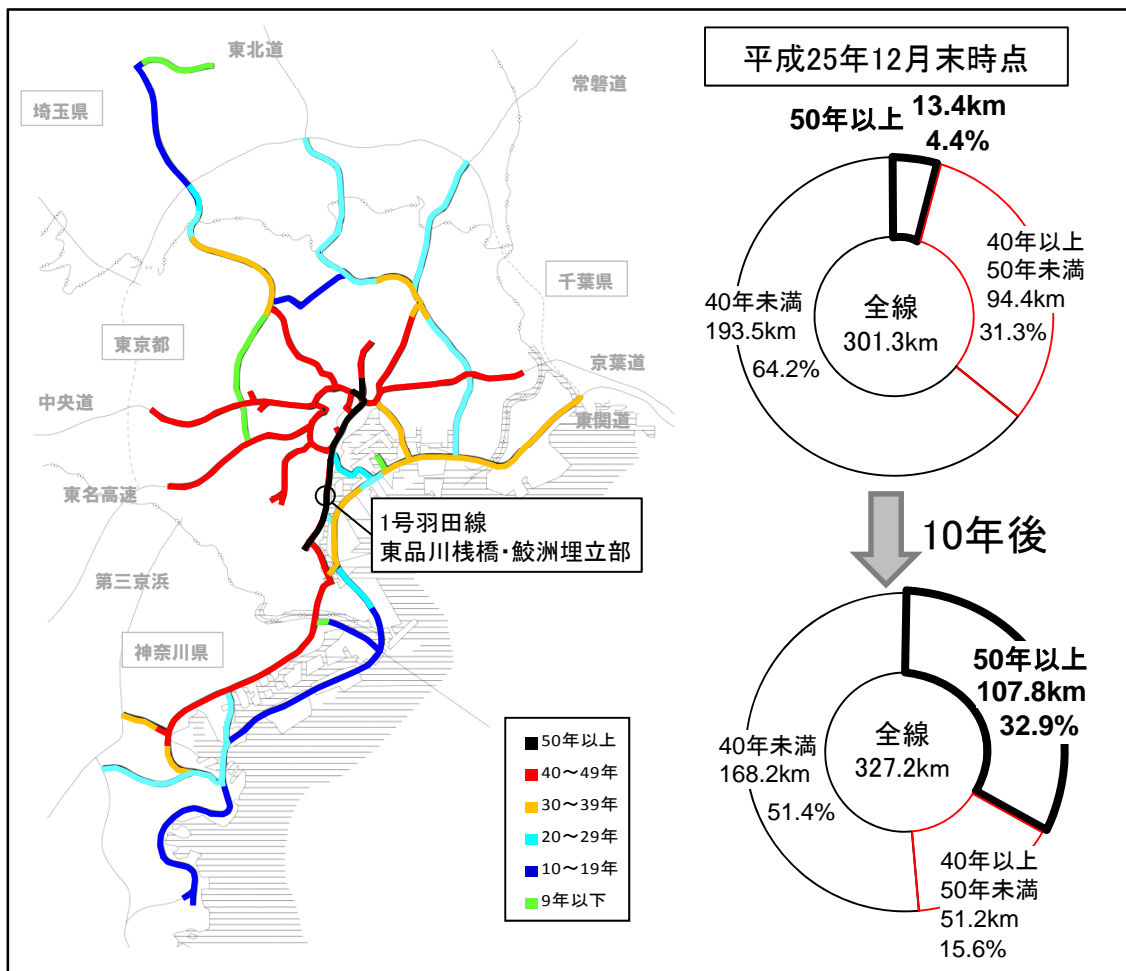 東北道
常磐道
埼玉県
千葉県
東京都
京葉道
中央道
東関道
東名高速
1号羽田線
東品川桟橋・鮫洲埋立部
第三京浜
神奈川県
50年以上
40～49年
30～39年
20～29年
10～19年
9年以下
平成25年12月末時点
50年以上
13.4km
4.4%
40年以上
50年未満
94.4km
31.3%
40年未満
193.5km
64.2%
全線
301.3km
10年後
50年以上
107.8km
32.9%
40年未満
168.2km
51.4%
全線
327.2km
40年以上
50年未満
51.2km
15.6%